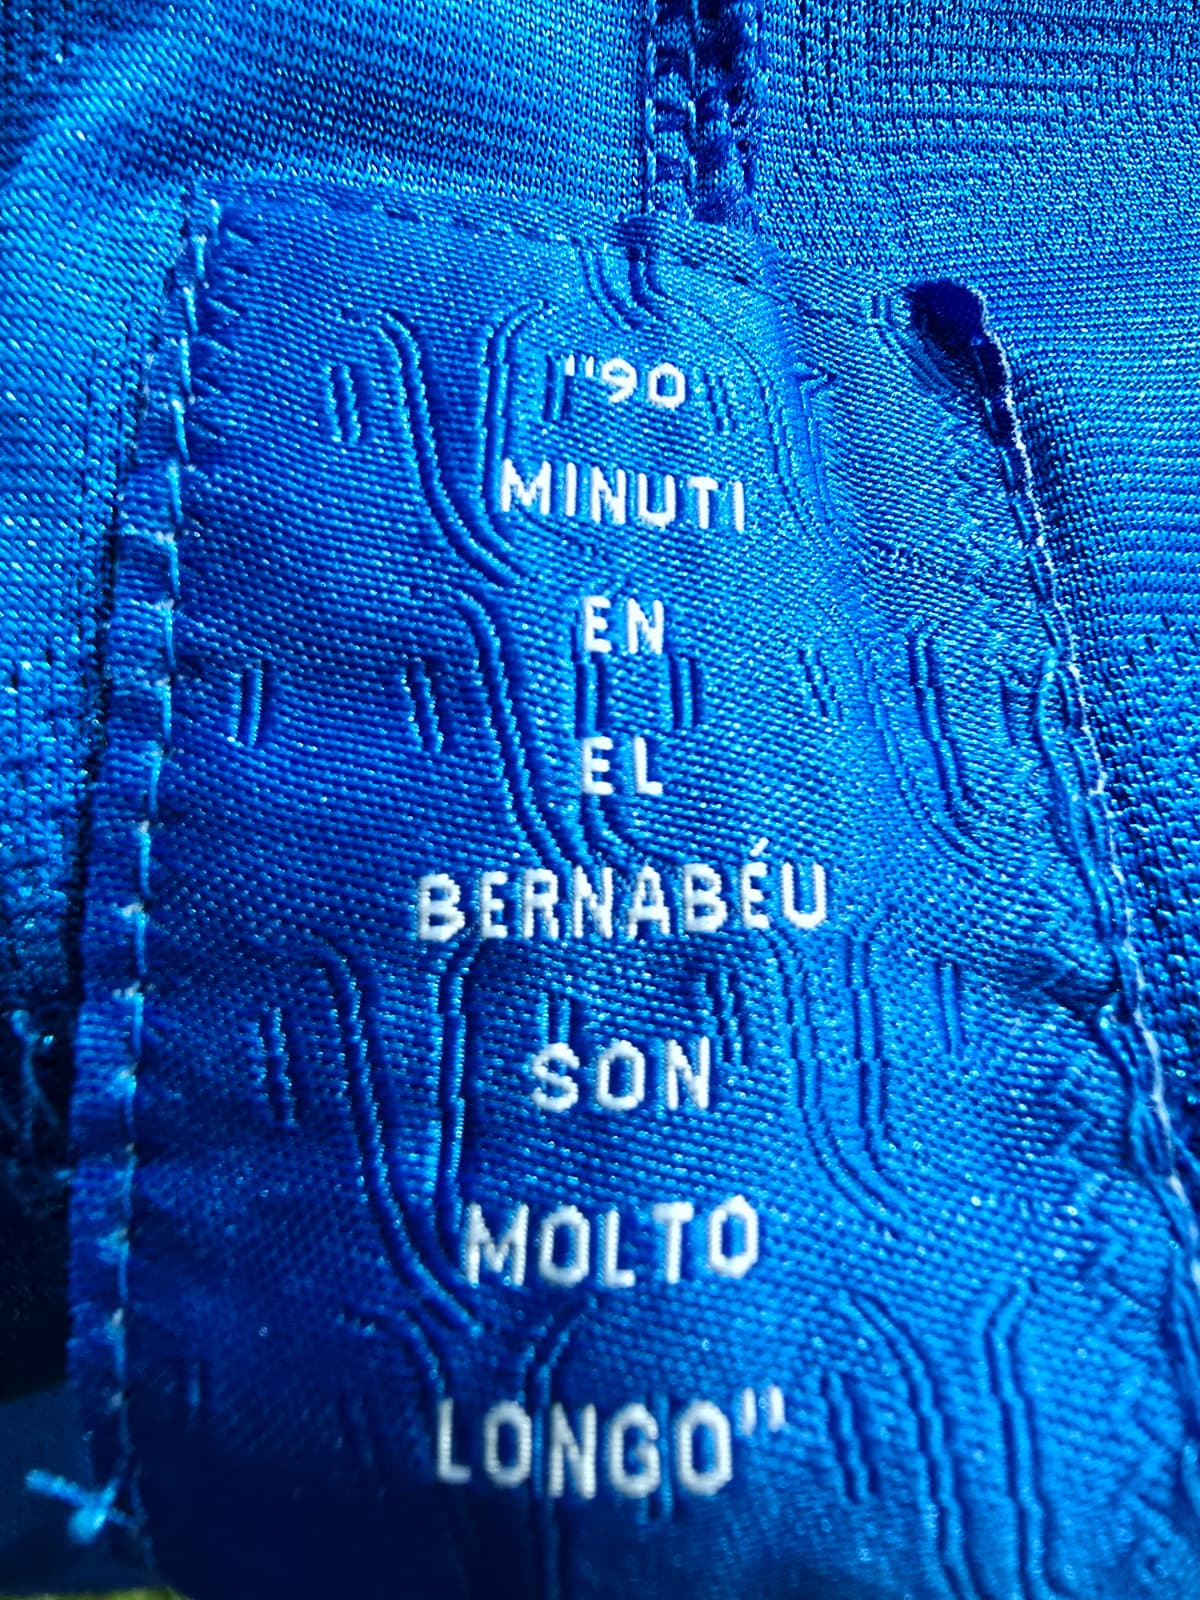 "90
MINUTI
EN
EL
BERNABÉU
SON
MOLTO
LONGO"